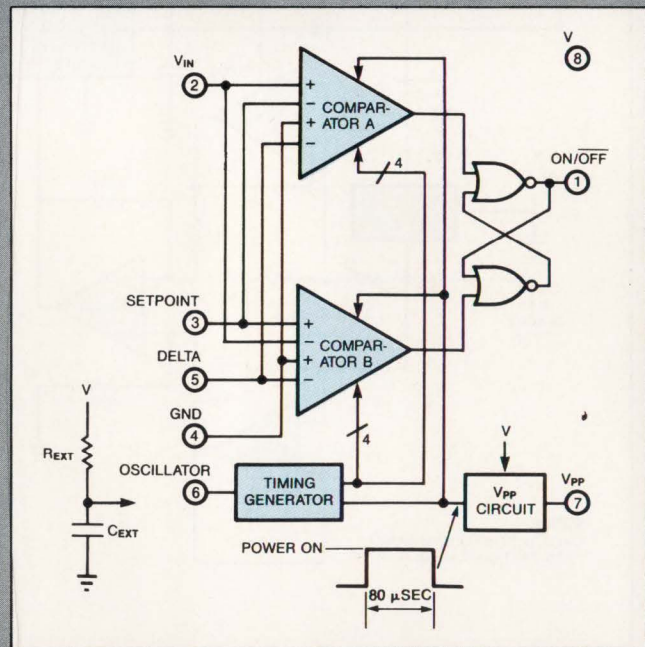 V
8
VIN
2
+
−
+
−
COMPAR-
ATOR A
4
ON/OFF
1
SETPOINT
3
DELTA
5
GND
4
+
−
+
−
COMPAR-
ATOR B
4
V
REXT
CEXT
OSCILLATOR
6
TIMING
GENERATOR
V
VPP
CIRCUIT
VPP
7
POWER ON
80 μSEC